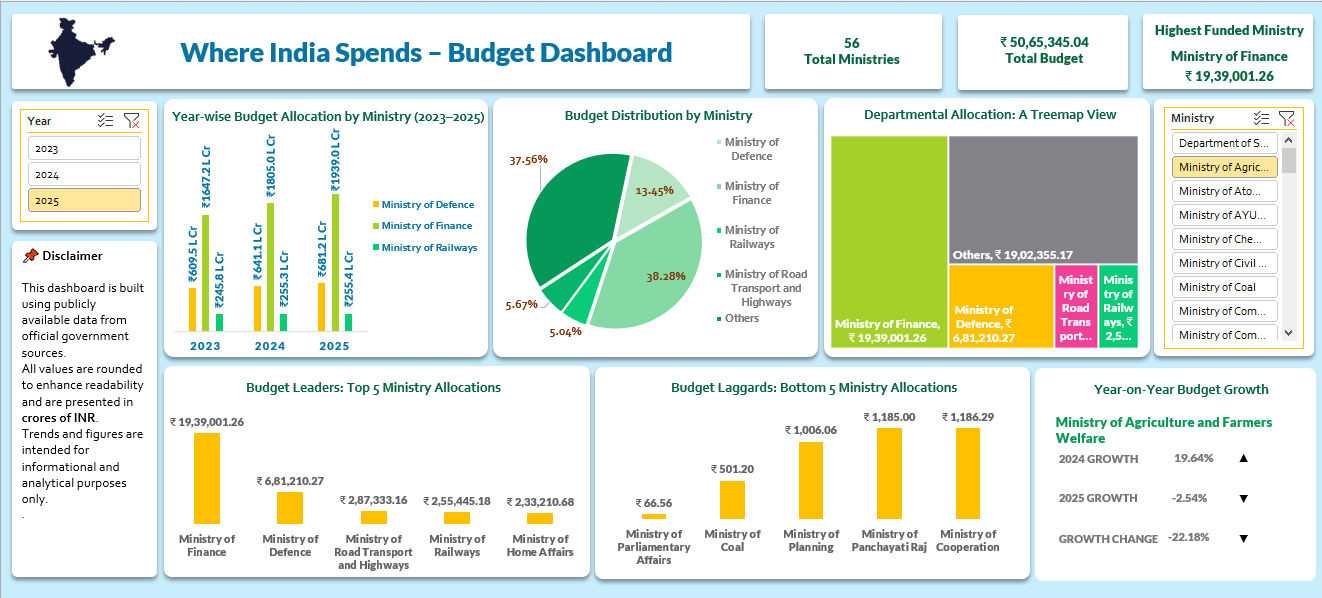 Where India Spends – Budget Dashboard
56
Total Ministries
₹ 50,65,345.04
Total Budget
Highest Funded Ministry
Ministry of Finance
₹ 19,39,001.26
Year
2023
2024
2025
Disclaimer
This dashboard is built
using publicly
available data from
official government
sources.
All values are rounded
to enhance readability
and are presented in
crores of INR.
Trends and figures are
intended for
informational and
analytical purposes
only.
.
Year-wise Budget Allocation by Ministry (2023–2025)
₹609.5 L Cr
₹1647.2 L Cr
₹245.8 L Cr
₹641.1 L Cr
₹1805.0 L Cr
₹255.3 L Cr
₹681.2 L Cr
₹1939.0 L Cr
₹255.4 L Cr
2023
2024
2025
Ministry of Defence
Ministry of Finance
Ministry of Railways
Budget Distribution by Ministry
37.56%
13.45%
38.28%
5.67%
5.04%
Ministry of
Defence
Ministry of
Finance
Ministry of
Railways
Ministry of Road
Transport and
Highways
Others
Departmental Allocation: A Treemap View
Ministry of Finance,
₹ 19,39,001.26
Others, ₹ 19,02,355.17
Ministry of
Defence, ₹
6,81,210.27
Minist
ry of
Road
Trans
port...
Minis
try of
Railw
ays, ₹
2,5...
Ministry
Department of S...
Ministry of Agric...
Ministry of Ato...
Ministry of AYU...
Ministry of Che...
Ministry of Civil ...
Ministry of Coal
Ministry of Com...
Ministry of Com...
Budget Leaders: Top 5 Ministry Allocations
₹ 19,39,001.26
₹ 6,81,210.27
₹ 2,87,333.16
₹ 2,55,445.18
₹ 2,33,210.68
Ministry of
Finance
Ministry of
Defence
Ministry of
Road Transport
and Highways
Ministry of
Railways
Ministry of
Home Affairs
Budget Laggards: Bottom 5 Ministry Allocations
₹ 66.56
₹ 501.20
₹ 1,006.06
₹ 1,185.00
₹ 1,186.29
Ministry of
Parliamentary
Affairs
Ministry of
Coal
Ministry of
Planning
Ministry of
Panchayati Raj
Ministry of
Cooperation
Year-on-Year Budget Growth
Ministry of Agriculture and Farmers
Welfare
2024 GROWTH 19.64% ▲
2025 GROWTH -2.54% ▼
GROWTH CHANGE -22.18% ▼